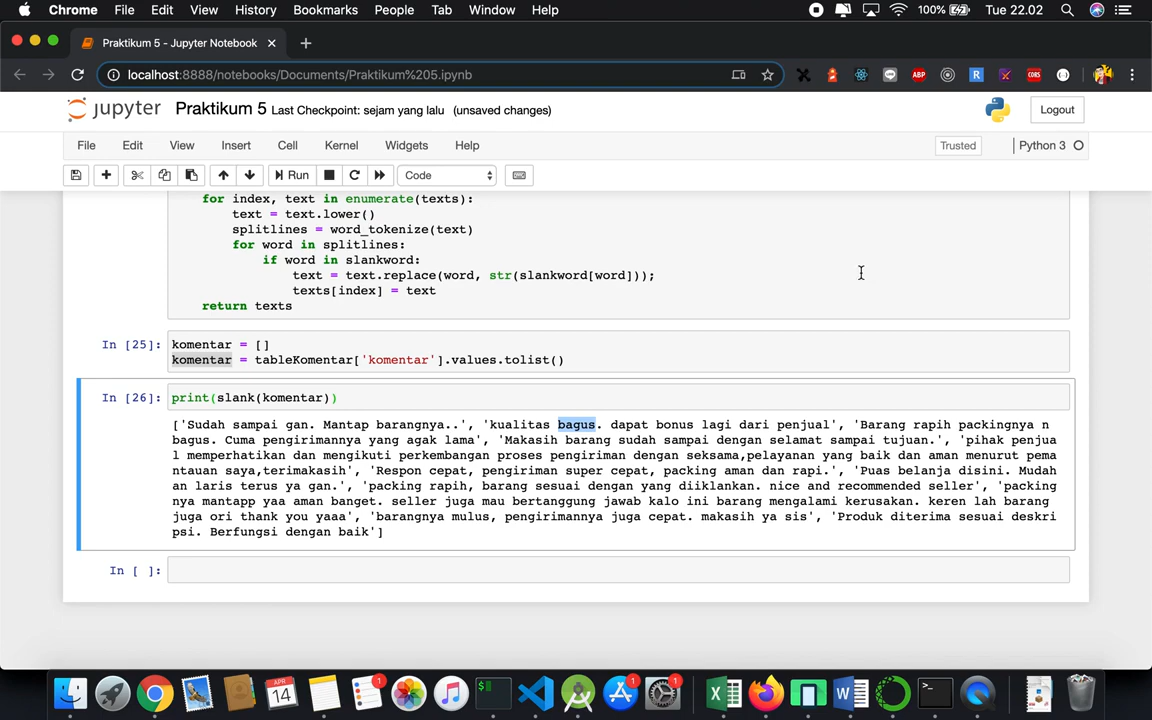 Chrome File Edit View History Bookmarks People Tab Window Help 100% Tue 22.02
Praktikum 5 - Jupyter Notebook
localhost:8888/notebooks/Documents/Praktikum%205.ipynb ABP R CORS
jupyter Praktikum 5 Last Checkpoint: sejam yang lalu (unsaved changes) Logout
File Edit View Insert Cell Kernel Widgets Help Trusted Python 3
Run Code
for index, text in enumerate(texts):
text = text.lower()
splitlines = word_tokenize(text)
for word in splitlines:
if word in slankword:
text = text.replace(word, str(slankword[word]));
texts[index] = text
return texts
In [25]: komentar = []
komentar = tableKomentar['komentar'].values.tolist()
In [26]: print(slank(komentar))
['Sudah sampai gan. Mantap barangnya..', 'kualitas bagus. dapat bonus lagi dari penjual', 'Barang rapih packingnya n
bagus. Cuma pengirimannya yang agak lama', 'Makasih barang sudah sampai dengan selamat sampai tujuan.', 'pihak penjua
l memperhatikan dan mengikuti perkembangan proses pengiriman dengan seksama,pelayanan yang baik dan aman menurut pema
ntauan saya,terimakasih', 'Respon cepat, pengiriman super cepat, packing aman dan rapi.', 'Puas belanja disini. Mudah
an laris terus ya gan.', 'packing rapih, barang sesuai dengan yang diiklankan. nice and recommended seller', 'packing
nya mantapp yaa aman banget. seller juga mau bertanggung jawab kalo ini barang mengalami kerusakan. keren lah barang
juga ori thank you yaaa', 'barangnya mulus, pengirimannya juga cepat. makasih ya sis', 'Produk diterima sesuai deskri
psi. Berfungsi dengan baik']
In [ ]:
APR
14
1
1
1